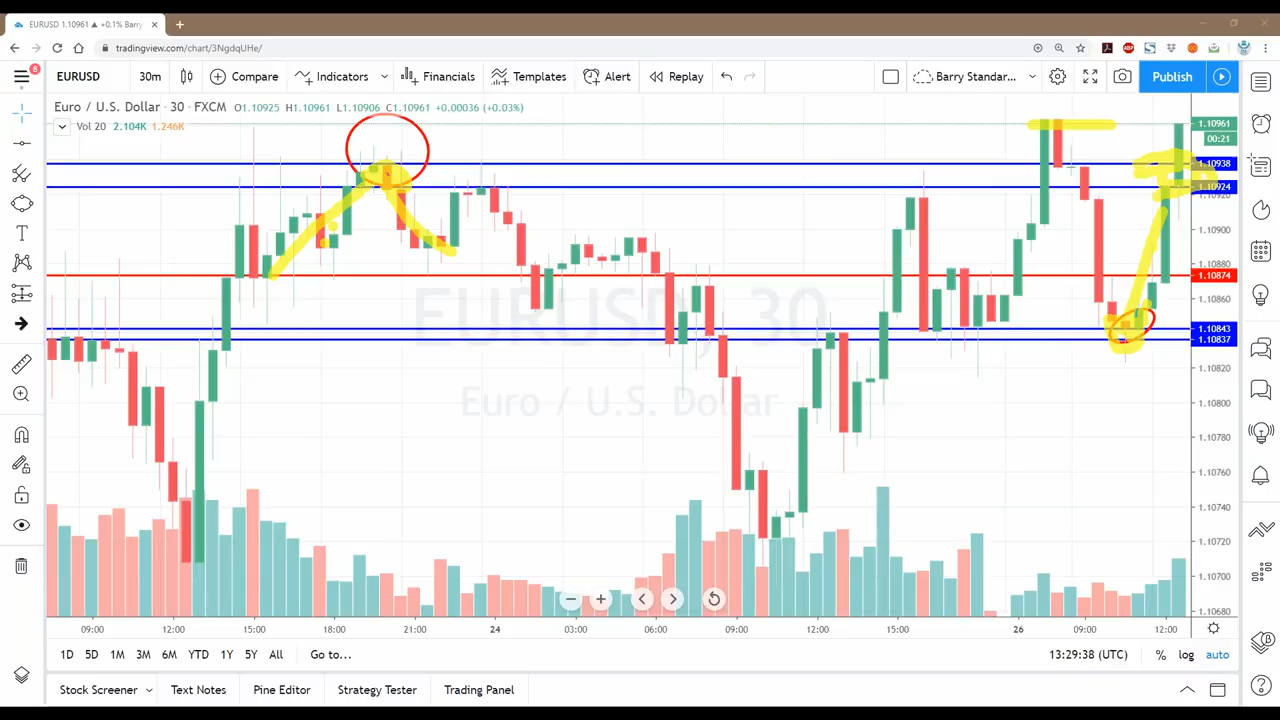 EURUSD 1.10961 ▲ +0.1% Barry
tradingview.com/chart/3NgdqUHe/
8
EURUSD 30m Compare Indicators Financials Templates Alert Replay Barry Standar... Publish
Euro / U.S. Dollar · 30 · FXCM O1.10925 H1.10961 L1.10906 C1.10961 +0.00036 (+0.03%)
Vol 20 2.104K 1.246K
1.10961
00:21
1.10938
1.10924
1.10900
1.10880
1.10874
1.10860
1.10843
1.10837
1.10820
1.10800
1.10780
1.10760
1.10740
1.10720
1.10700
1.10680
EURUSD, 30
Euro / U.S. Dollar
09:00 12:00 15:00 18:00 21:00 24 03:00 06:00 09:00 12:00 15:00 26 09:00 12:00
1D 5D 1M 3M 6M YTD 1Y 5Y All Go to... 13:29:38 (UTC) % log auto
Stock Screener Text Notes Pine Editor Strategy Tester Trading Panel